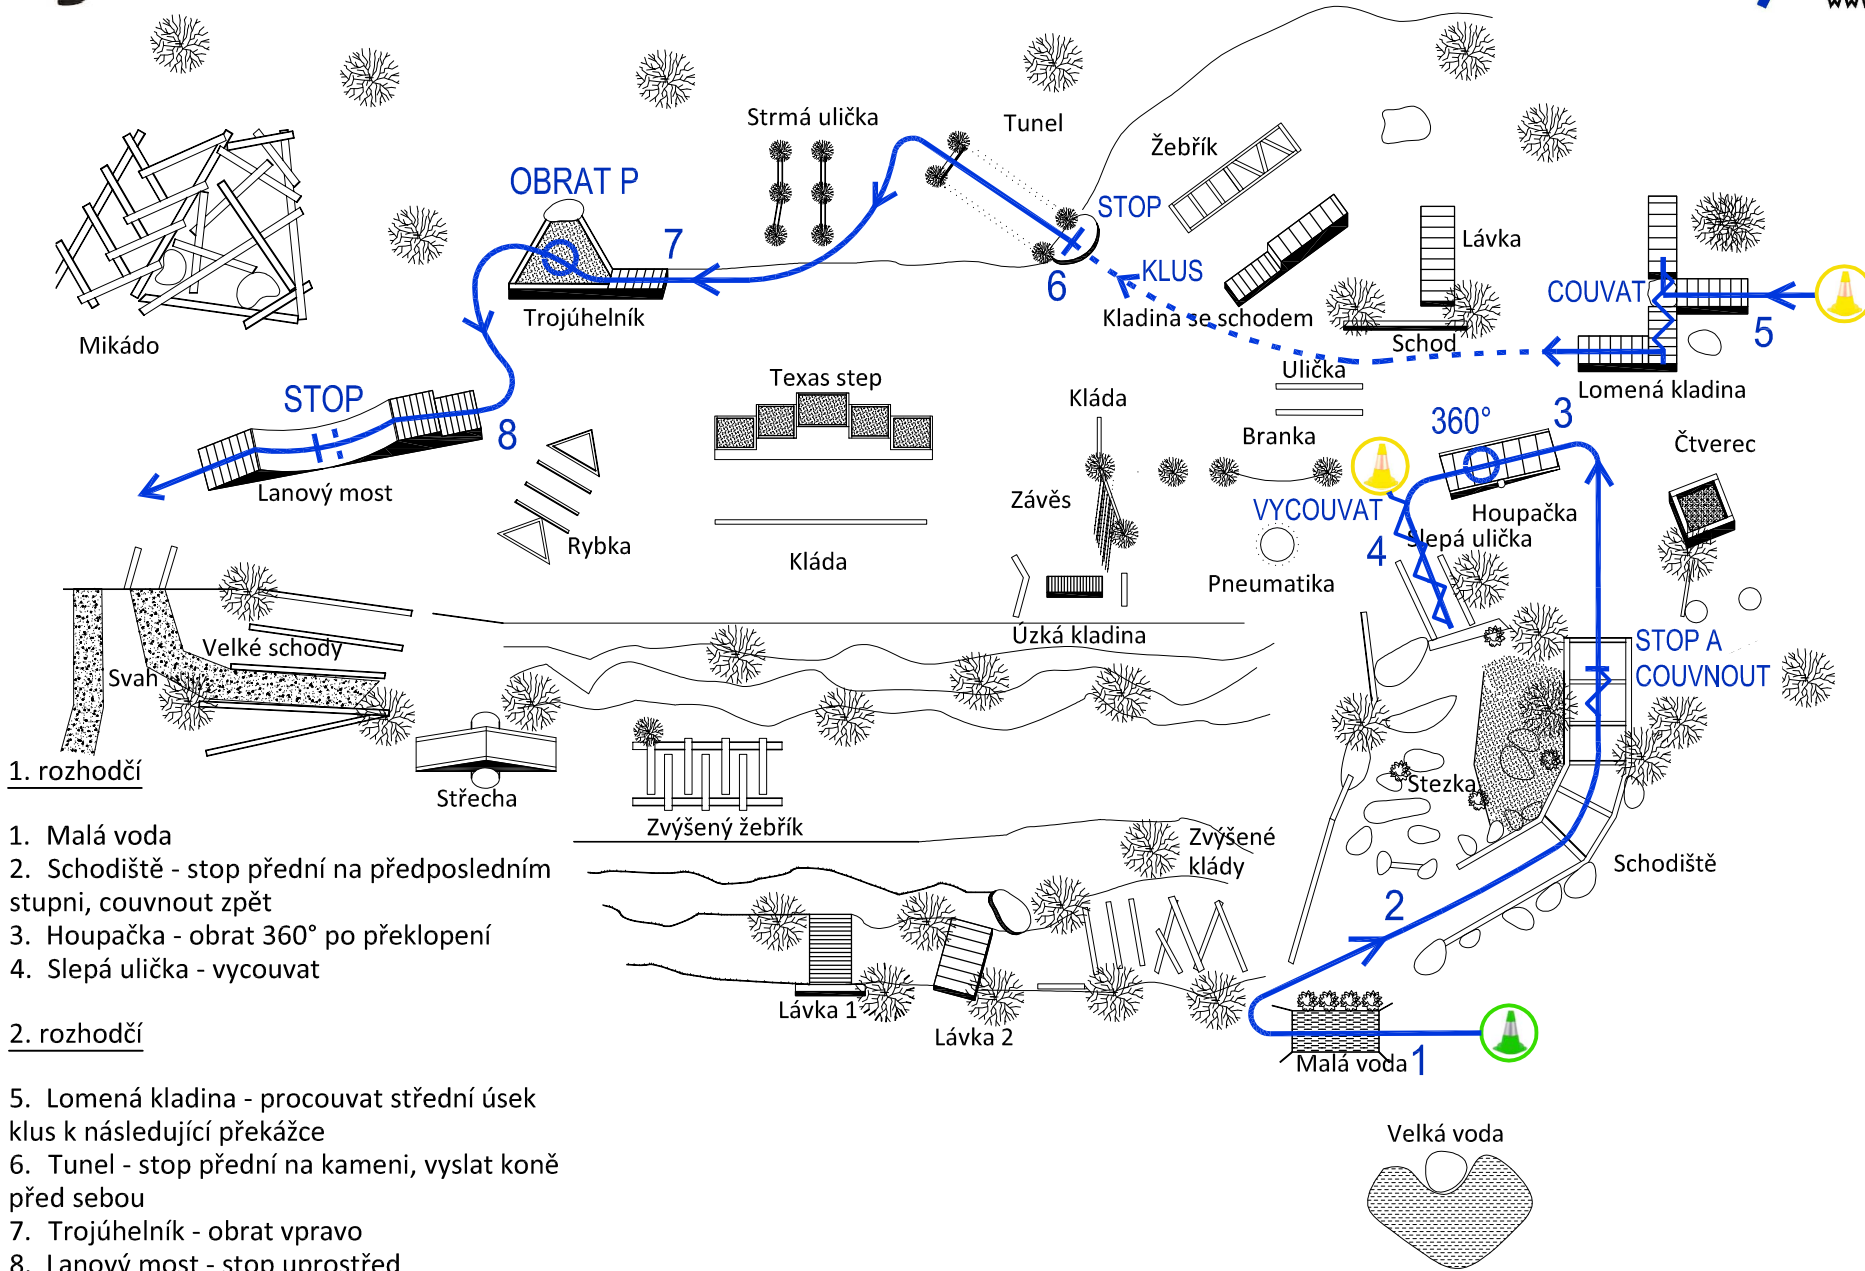 Strmá ulička
Tunel
Žebřík
OBRAT P
STOP
7
Lávka
KLUS
6
COUVAT
5
Trojúhelník
Kladina se schodem
Schod
Mikádo
Ulička
Lomená kladina
Texas step
STOP
Kláda
360°
3
8
Branka
Čtverec
Lanový most
Závěs
VYCOUVAT
Houpačka
Slepá ulička
4
Rybka
Kláda
Pneumatika
Úzká kladina
STOP A
COUVNOUT
Velké schody
Svah
Stezka
Střecha
Zvýšený žebřík
Zvýšené
klády
Schodiště
2
Lávka 1
Lávka 2
Malá voda
1
Velká voda
1. rozhodčí
1. Malá voda
2. Schodiště - stop přední na předposledním
stupni, couvnout zpět
3. Houpačka - obrat 360° po překlopení
4. Slepá ulička - vycouvat
2. rozhodčí
5. Lomená kladina - procouvat střední úsek
klus k následující překážce
6. Tunel - stop přední na kameni, vyslat koně
před sebou
7. Trojúhelník - obrat vpravo
8. Lanový most - stop uprostřed